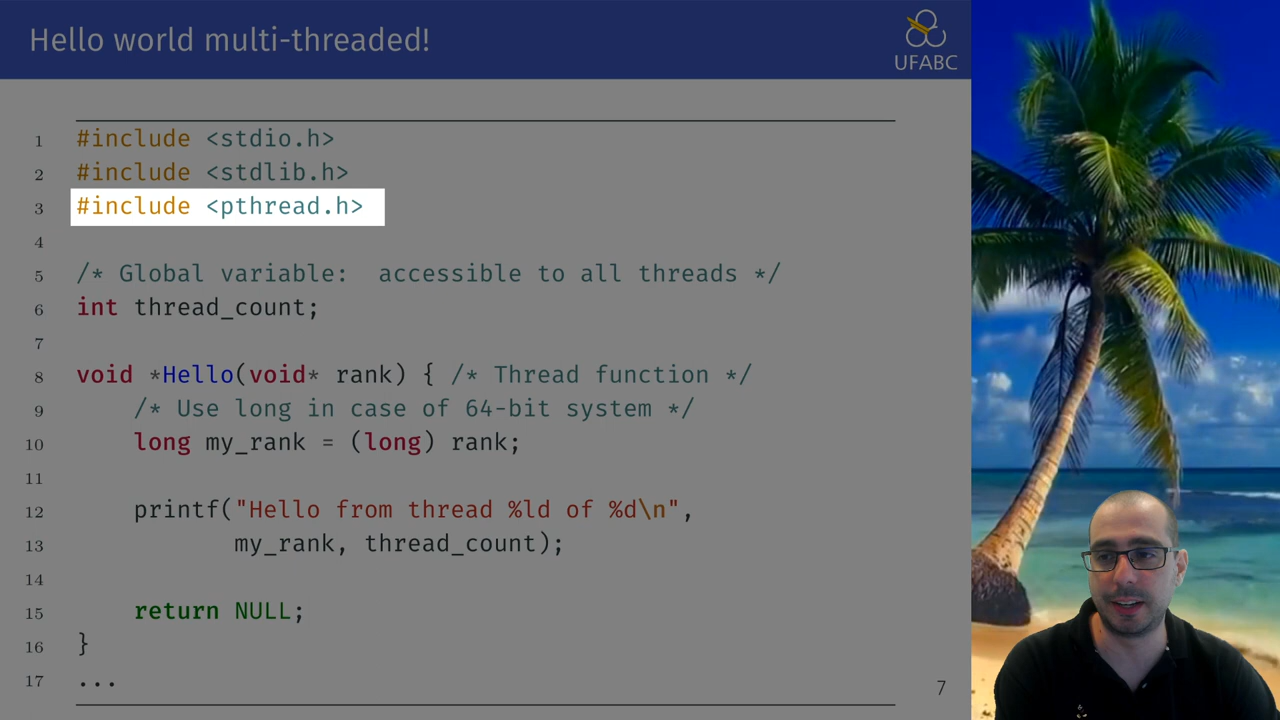 Hello world multi-threaded!
UFABC
1 #include <stdio.h>
2 #include <stdlib.h>
3 #include <pthread.h>
4
5 /* Global variable:  accessible to all threads */
6 int thread_count;
7
8 void *Hello(void* rank) { /* Thread function */
9     /* Use long in case of 64-bit system */
10     long my_rank = (long) rank;
11
12     printf("Hello from thread %ld of %d\n",
13            my_rank, thread_count);
14
15     return NULL;
16 }
17 ...
7